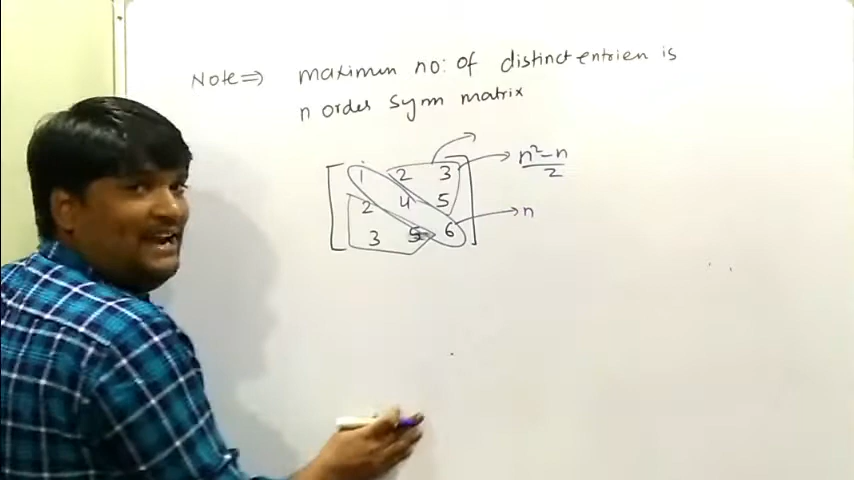 Note ⇒ maximum no: of distinct entries is
n order sym matrix
1 2 3
2 4 5
3 5 6
n²-n
2
n